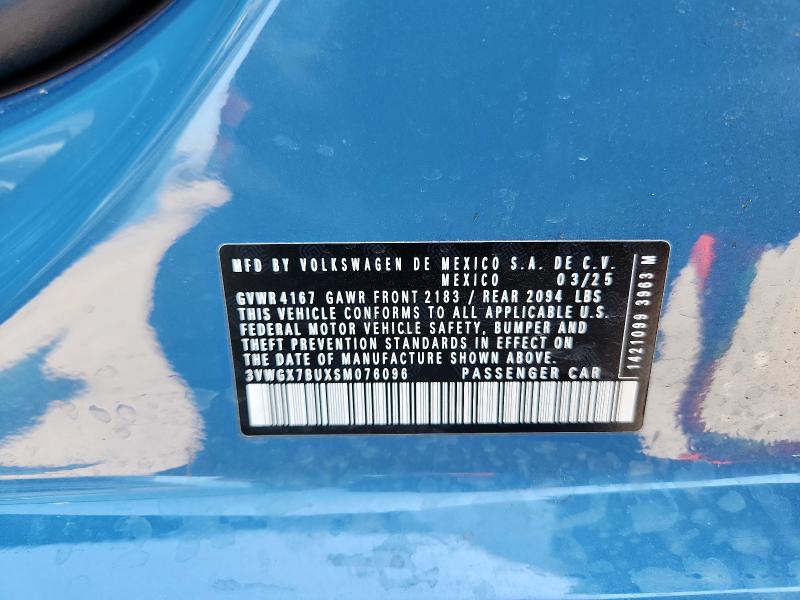 MFD BY VOLKSWAGEN DE MEXICO S.A. DE C.V.
MEXICO 03/25
GVWR 4167 GAWR FRONT 2183 / REAR 2094 LBS
THIS VEHICLE CONFORMS TO ALL APPLICABLE U.S.
FEDERAL MOTOR VEHICLE SAFETY, BUMPER AND
THEFT PREVENTION STANDARDS IN EFFECT ON
THE DATE OF MANUFACTURE SHOWN ABOVE.
3VWGX7BUXSM076096 PASSENGER CAR
1421099 3963 M